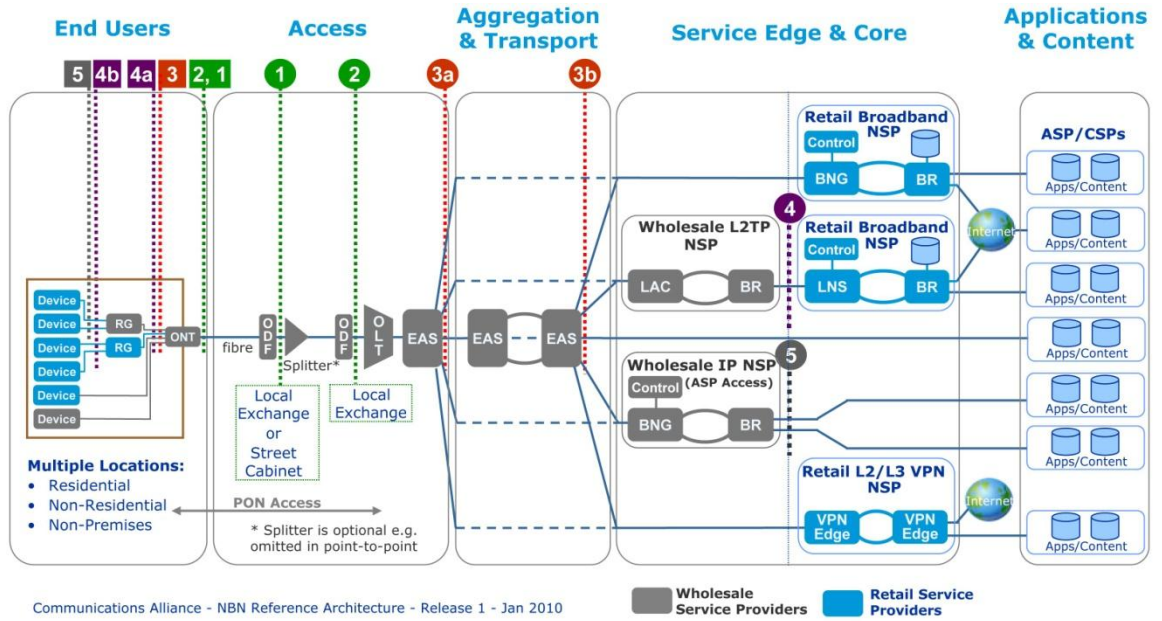 End Users
Access
Aggregation
& Transport
Service Edge & Core
Applications
& Content
5
4b
4a
3
2, 1
1
2
3a
3b
Retail Broadband
NSP
Control
BNG
BR
ASP/CSPs
Apps/Content
4
Wholesale L2TP
NSP
LAC
BR
Retail Broadband
NSP
Control
LNS
BR
Internet
Apps/Content
Apps/Content
Device
Device
Device
Device
Device
Device
RG
RG
ONT
fibre
ODF
Splitter*
ODF
OLT
EAS
EAS
EAS
Apps/Content
5
Wholesale IP NSP
(ASP Access)
Control
BNG
BR
Apps/Content
Apps/Content
Local
Exchange
or
Street
Cabinet
Local
Exchange
Multiple Locations:
• Residential
• Non-Residential
• Non-Premises
PON Access
* Splitter is optional e.g.
omitted in point-to-point
Retail L2/L3 VPN
NSP
VPN
Edge
VPN
Edge
Internet
Apps/Content
Communications Alliance - NBN Reference Architecture - Release 1 - Jan 2010
Wholesale
Service Providers
Retail Service
Providers